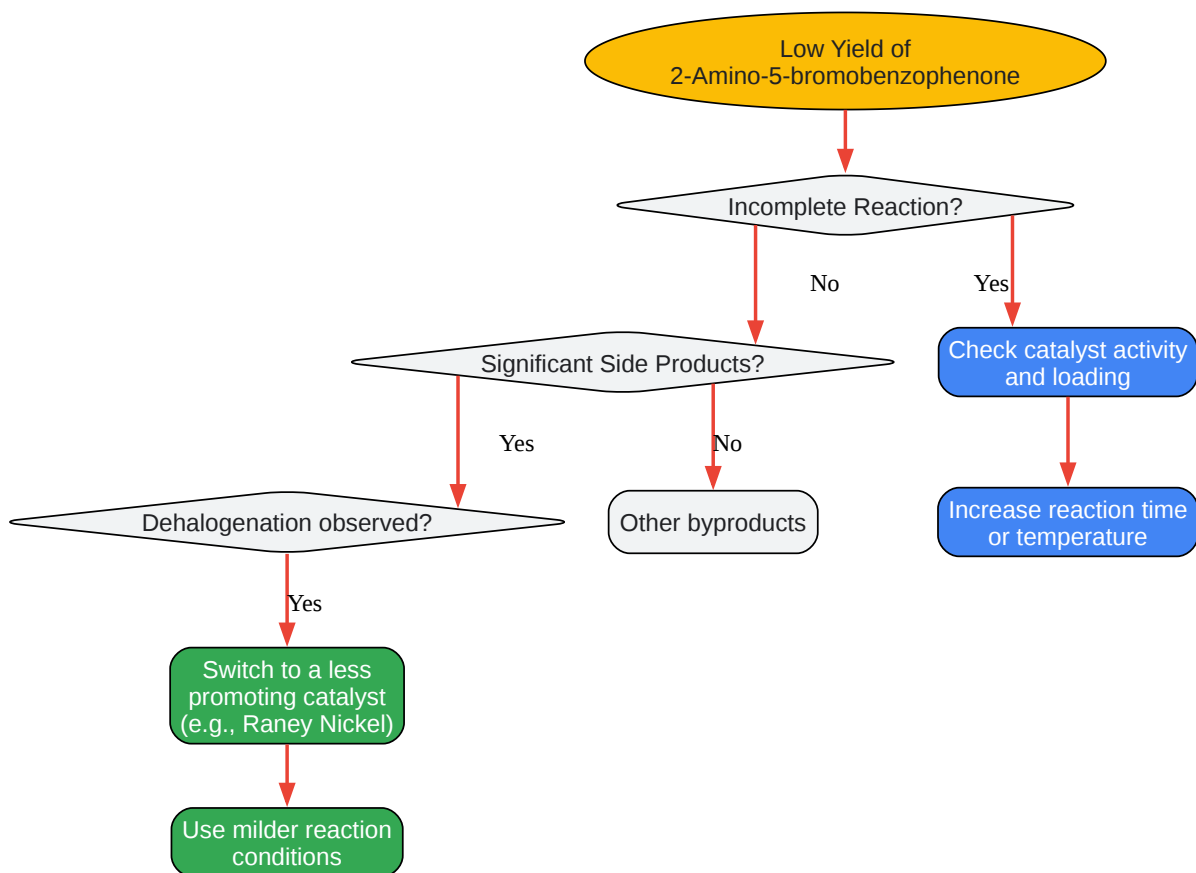 Low Yield of
2-Amino-5-bromobenzophenone
Incomplete Reaction?
No
Yes
Significant Side Products?
Check catalyst activity
and loading
Yes
No
Dehalogenation observed?
Other byproducts
Increase reaction time
or temperature
Yes
Switch to a less
promoting catalyst
(e.g., Raney Nickel)
Use milder reaction
conditions